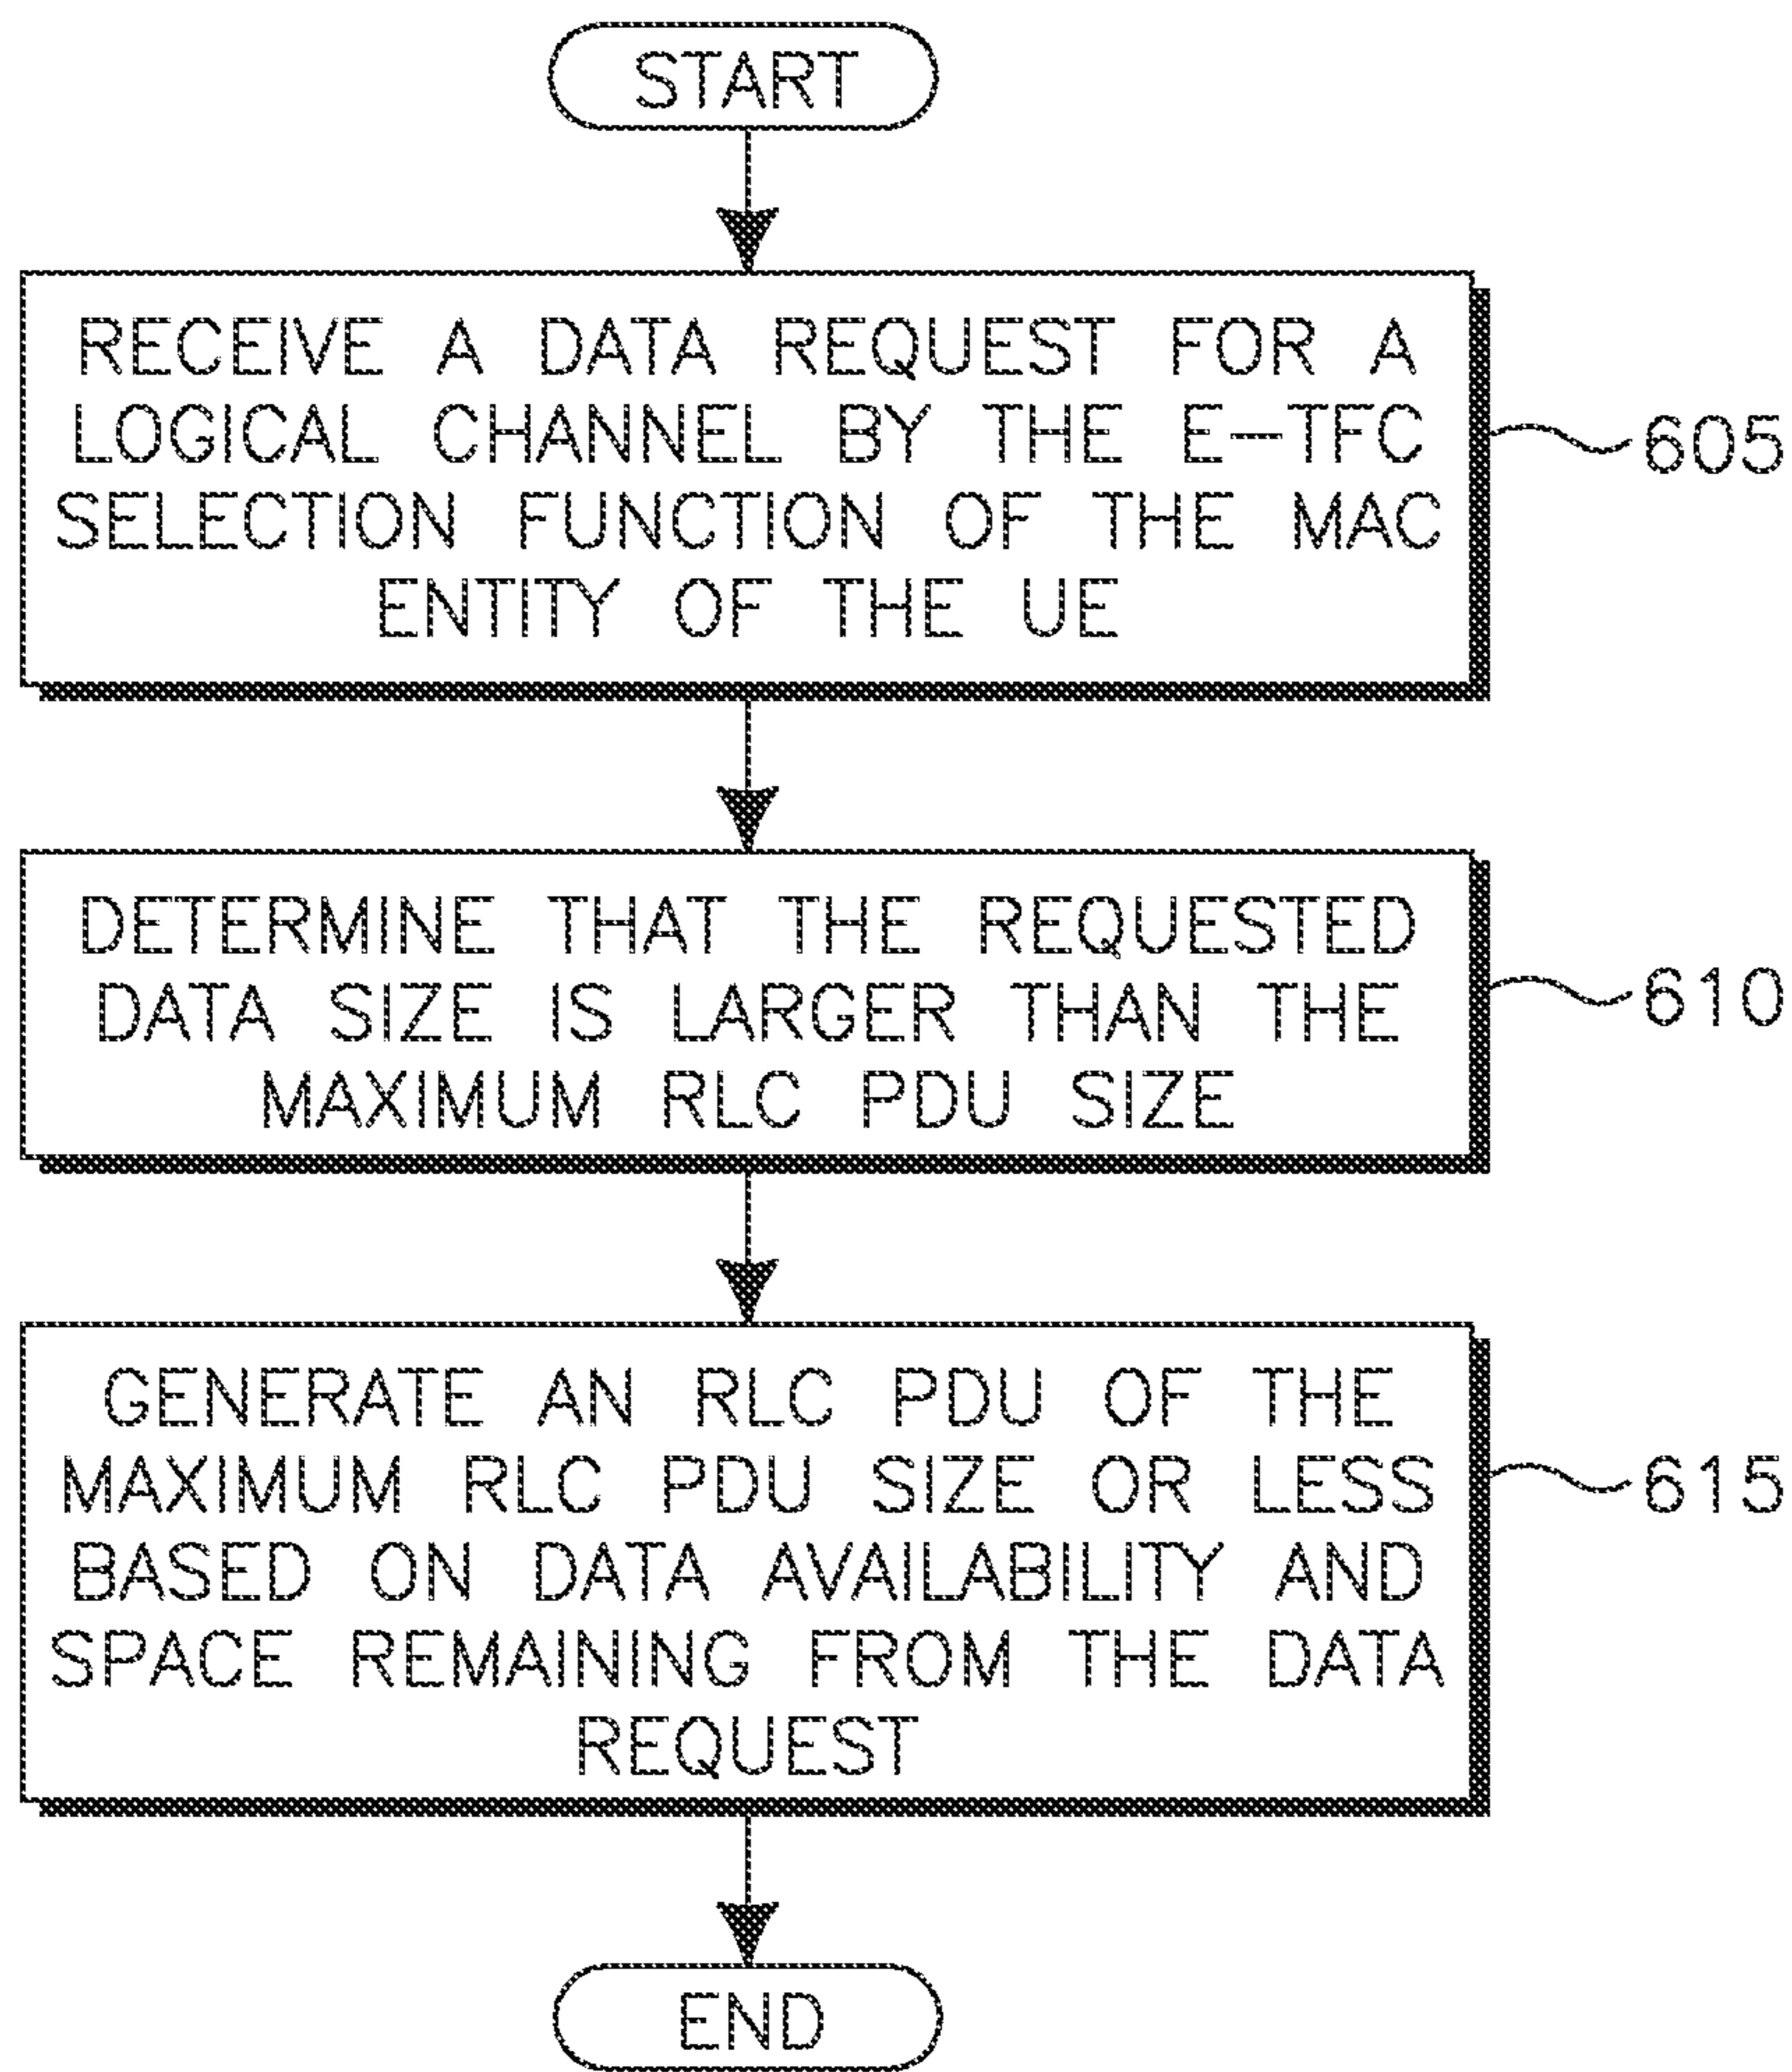 START
RECEIVE A DATA REQUEST FOR A
LOGICAL CHANNEL BY THE E-TFC
SELECTION FUNCTION OF THE MAC
ENTITY OF THE UE
605
DETERMINE THAT THE REQUESTED
DATA SIZE IS LARGER THAN THE
MAXIMUM RLC PDU SIZE
610
GENERATE AN RLC PDU OF THE
MAXIMUM RLC PDU SIZE OR LESS
BASED ON DATA AVAILABILITY AND
SPACE REMAINING FROM THE DATA
REQUEST
615
END